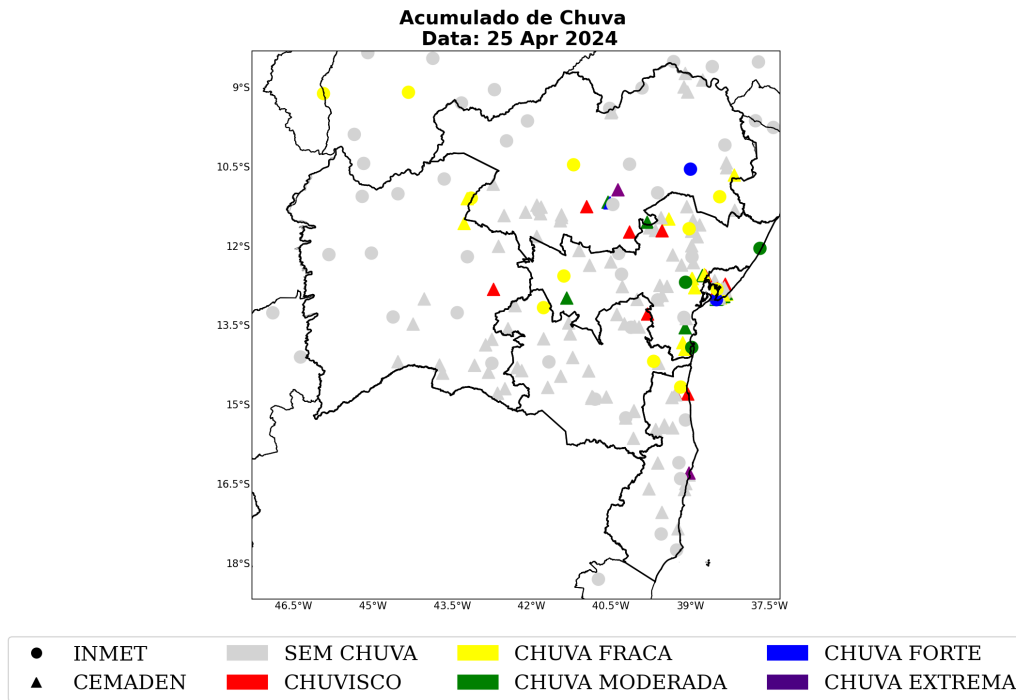 Acumulado de Chuva
Data: 25 Apr 2024
9°S
10.5°S
12°S
13.5°S
15°S
16.5°S
18°S
46.5°W 45°W 43.5°W 42°W 40.5°W 39°W 37.5°W
INMET SEM CHUVA CHUVA FRACA CHUVA FORTE
CEMADEN CHUVISCO CHUVA MODERADA CHUVA EXTREMA